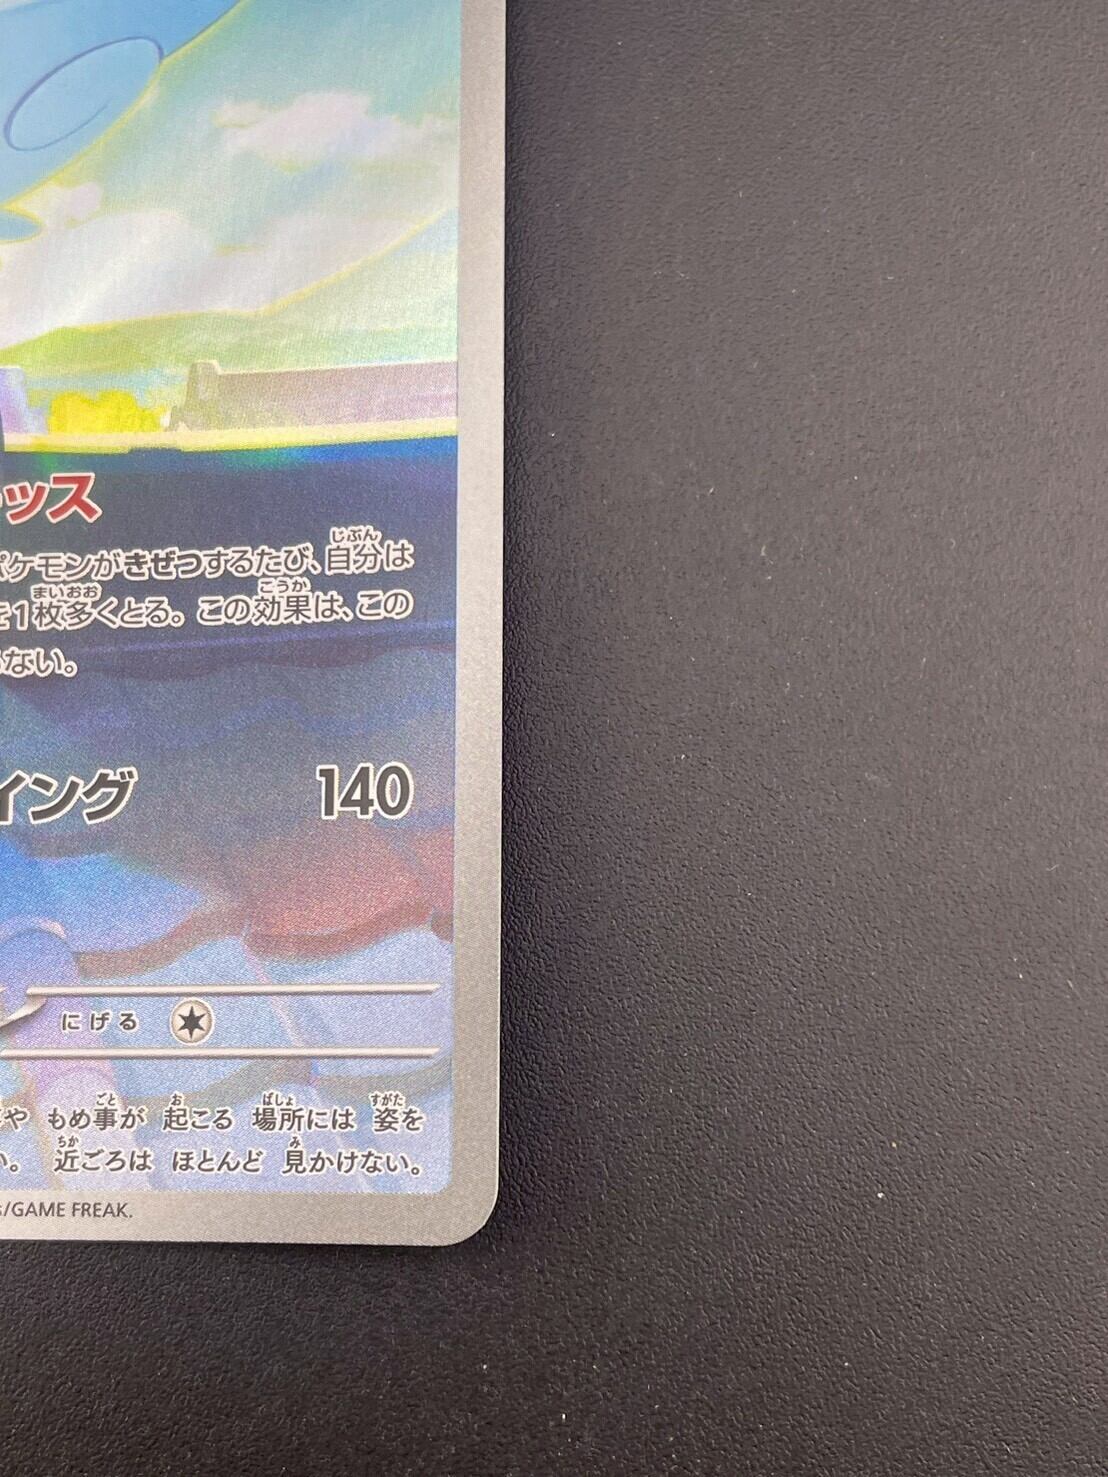 ッス
ポケモンがきぜつするたび、自分は
を1枚多くとる。この効果は、この
ない。
ィング 140
にげる
や もめ事が 起こる 場所には 姿を
い。 近ごろは ほとんど 見かけない。
/GAME FREAK.